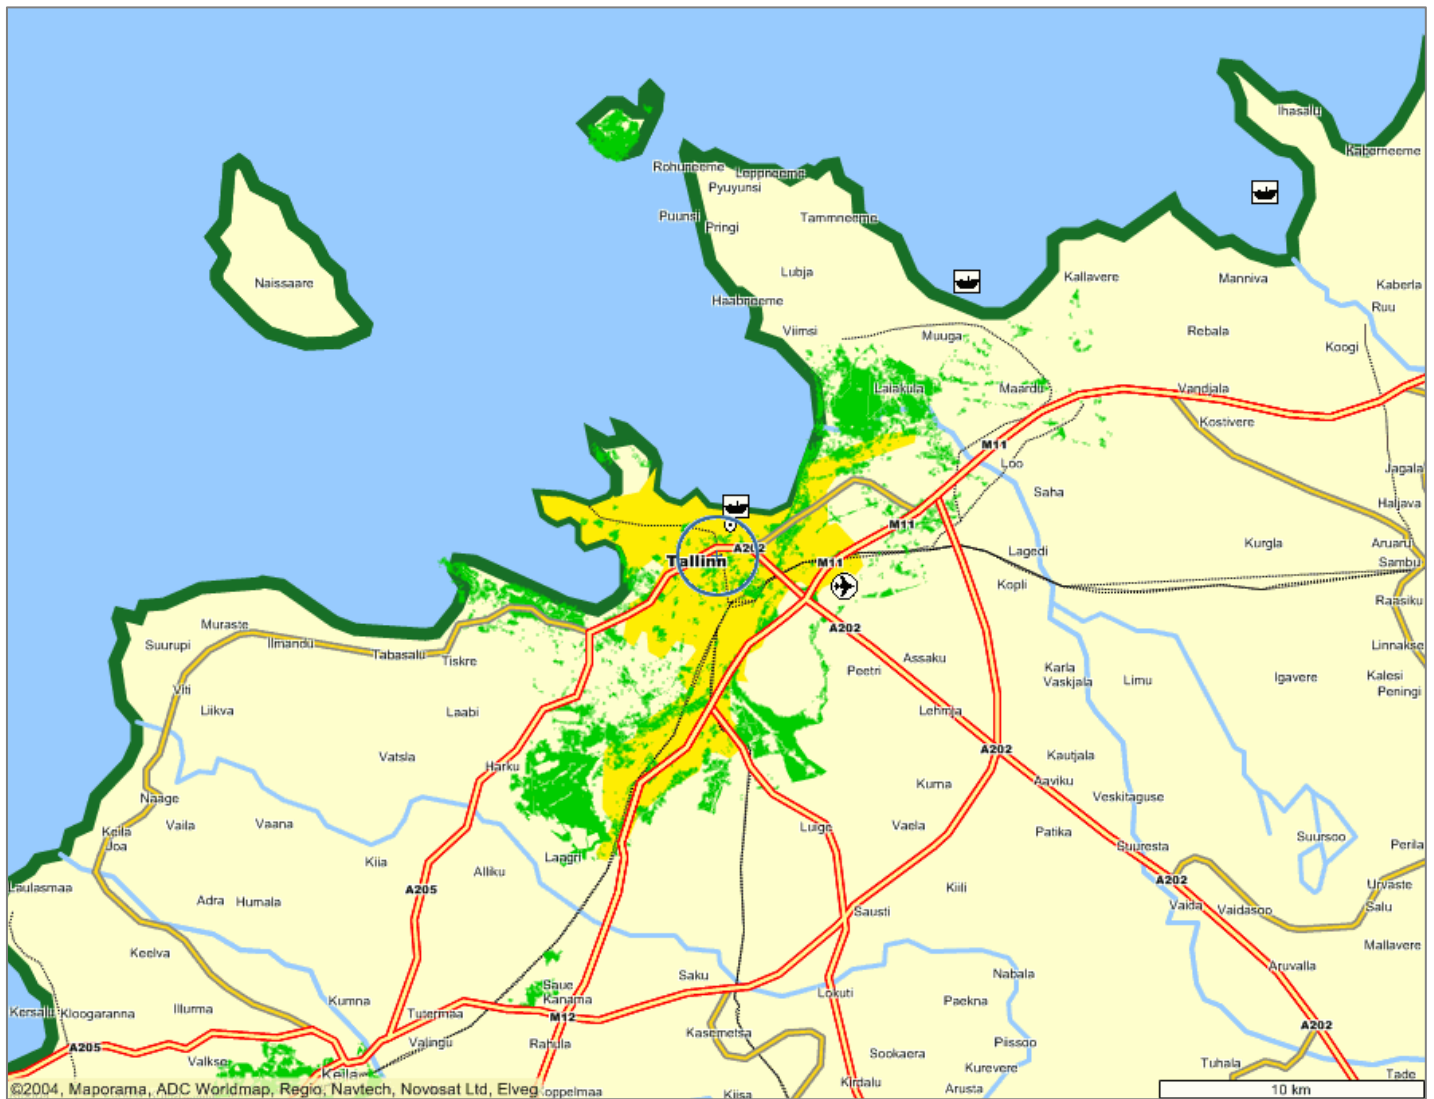 Ihasalu
Kaberneeme
Rohuneeme
Leppneeme
Pyuyunsi
Puunsi
Pringi
Tammneeme
Lubja
Kallavere
Manniva
Naissaare
Kaberla
Haabneeme
Ruu
Viimsi
Muuga
Rebala
Koogi
Laiakula
Maardu
Vandjala
Kostivere
M11
Loo
Jagala
Saha
Haljava
M11
Tallinn
A202
M11
Lagedi
Kurgla
Aruaru
Sambu
Kopli
Raasiku
Muraste
Suurupi
Ilmandu
Tabasalu
Tiskre
A202
Linnakse
Assaku
Peetri
Karla
Vaskjala
Limu
Igavere
Kalesi
Peningi
Viti
Liikva
Laabi
Lehmja
Vatsla
Harku
A202
Kautjala
Kurna
Aaviku
Veskitaguse
Naage
Vaila
Vaana
Keila
Joa
Luige
Vaela
Patika
Suuresta
Suursoo
Perila
Kiia
Laagri
Alliku
Laulasmaa
A205
Kiili
A202
Urvaste
Adra
Humala
Sausti
Vaida
Vaidasoo
Salu
Keelva
Mallavere
Saku
Nabala
Aruvalla
Saue
Kanama
Lokuti
Paekna
Kersalu
Kloogaranna
Illurma
Kumna
Tutermaa
M12
A202
Kasemetsa
A205
Valingu
Rahula
Piissoo
Sookaera
Valkse
Keila
Kurevere
Tuhala
Tade
Kirdalu
Arusta
Kiisa
oppelmaa
©2004, Maporama, ADC Worldmap, Regio, Navtech, Novosat Ltd, Elveg
10 km